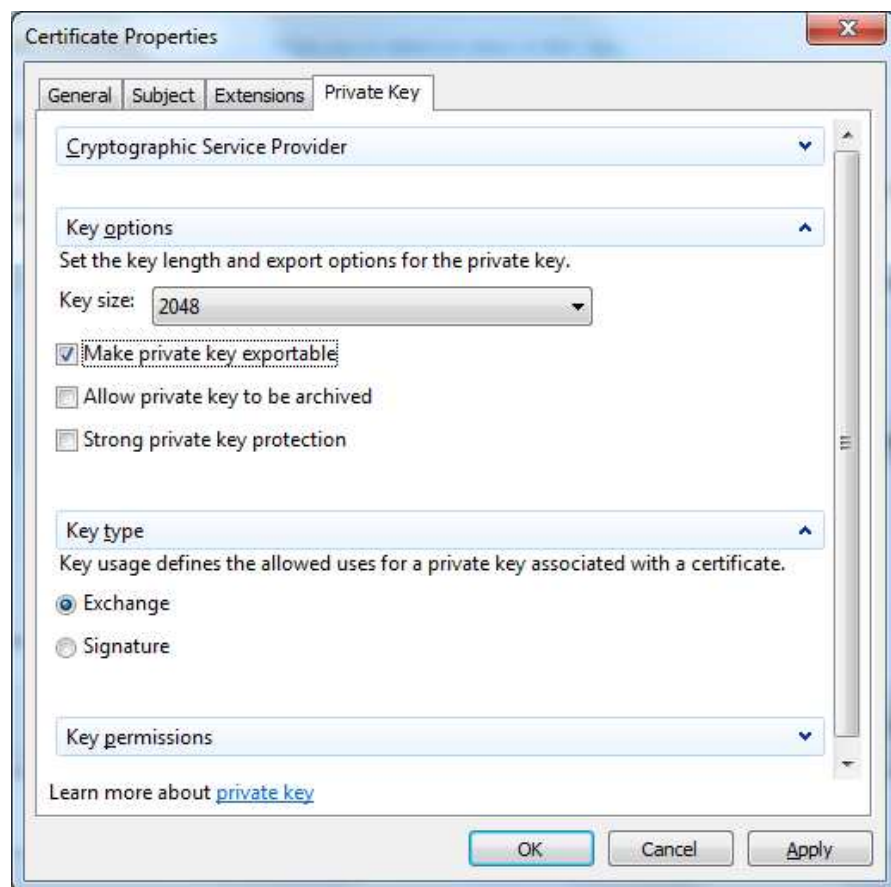 Certificate Properties
General Subject Extensions Private Key
Cryptographic Service Provider
Key options
Set the key length and export options for the private key.
Key size: 2048
Make private key exportable
Allow private key to be archived
Strong private key protection
Key type
Key usage defines the allowed uses for a private key associated with a certificate.
Exchange
Signature
Key permissions
Learn more about private key
OK Cancel Apply